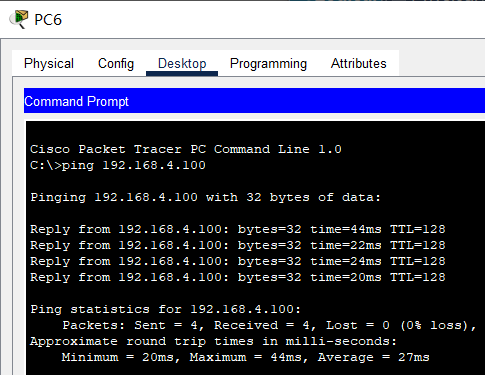 PC6
Physical Config Desktop Programming Attributes
Command Prompt
Cisco Packet Tracer PC Command Line 1.0
C:\>ping 192.168.4.100
Pinging 192.168.4.100 with 32 bytes of data:
Reply from 192.168.4.100: bytes=32 time=44ms TTL=128
Reply from 192.168.4.100: bytes=32 time=22ms TTL=128
Reply from 192.168.4.100: bytes=32 time=24ms TTL=128
Reply from 192.168.4.100: bytes=32 time=20ms TTL=128
Ping statistics for 192.168.4.100:
    Packets: Sent = 4, Received = 4, Lost = 0 (0% loss),
Approximate round trip times in milli-seconds:
    Minimum = 20ms, Maximum = 44ms, Average = 27ms